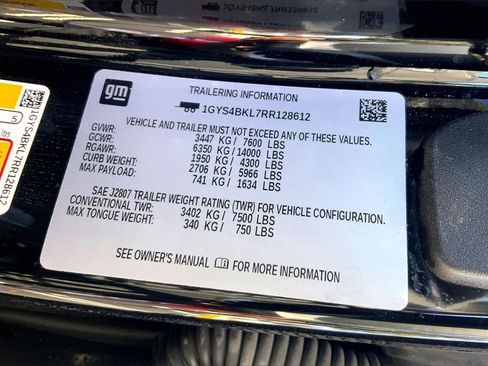 gm
TRAILERING INFORMATION
1GYS4BKL7RR128612
VEHICLE AND TRAILER MUST NOT EXCEED ANY OF THESE VALUES.
GVWR: 3447 KG / 7600 LBS
GCWR: 6350 KG / 14000 LBS
RGAWR: 1950 KG / 4300 LBS
CURB WEIGHT: 2706 KG / 5966 LBS
MAX PAYLOAD: 741 KG / 1634 LBS
SAE J2807 TRAILER WEIGHT RATING (TWR) FOR VEHICLE CONFIGURATION.
CONVENTIONAL TWR: 3402 KG / 7500 LBS
MAX TONGUE WEIGHT: 340 KG / 750 LBS
SEE OWNER'S MANUAL FOR MORE INFORMATION
1GYS4BKL7RR128612
5
lbs